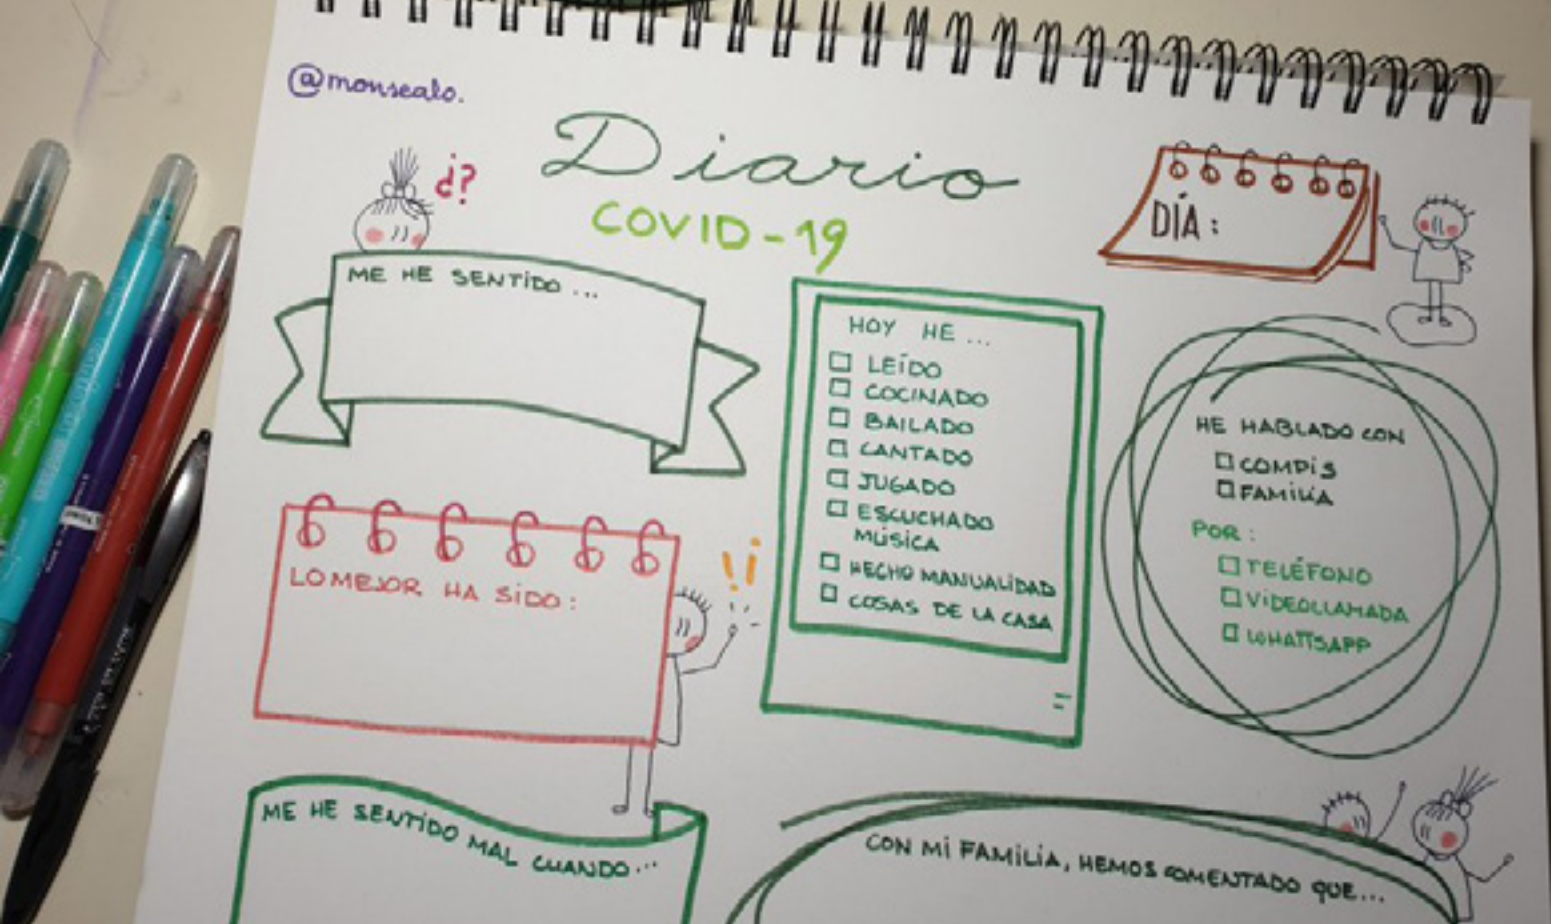 @monsealo.
Diario
COVID-19
¿?
DÍA:
ME HE SENTIDO...
HOY HE...
LEÍDO
COCINADO
BAILADO
CANTADO
JUGADO
ESCUCHADO
MÚSICA
HECHO MANUALIDAD
COSAS DE LA CASA
HE HABLADO CON
COMPIS
FAMILIA
POR:
TELÉFONO
VIDEOLLAMADA
WHATTSAPP
LO MEJOR HA SIDO:
!¡
ME HE SENTIDO MAL CUANDO...
CON MI FAMILIA, HEMOS COMENTADO QUE...